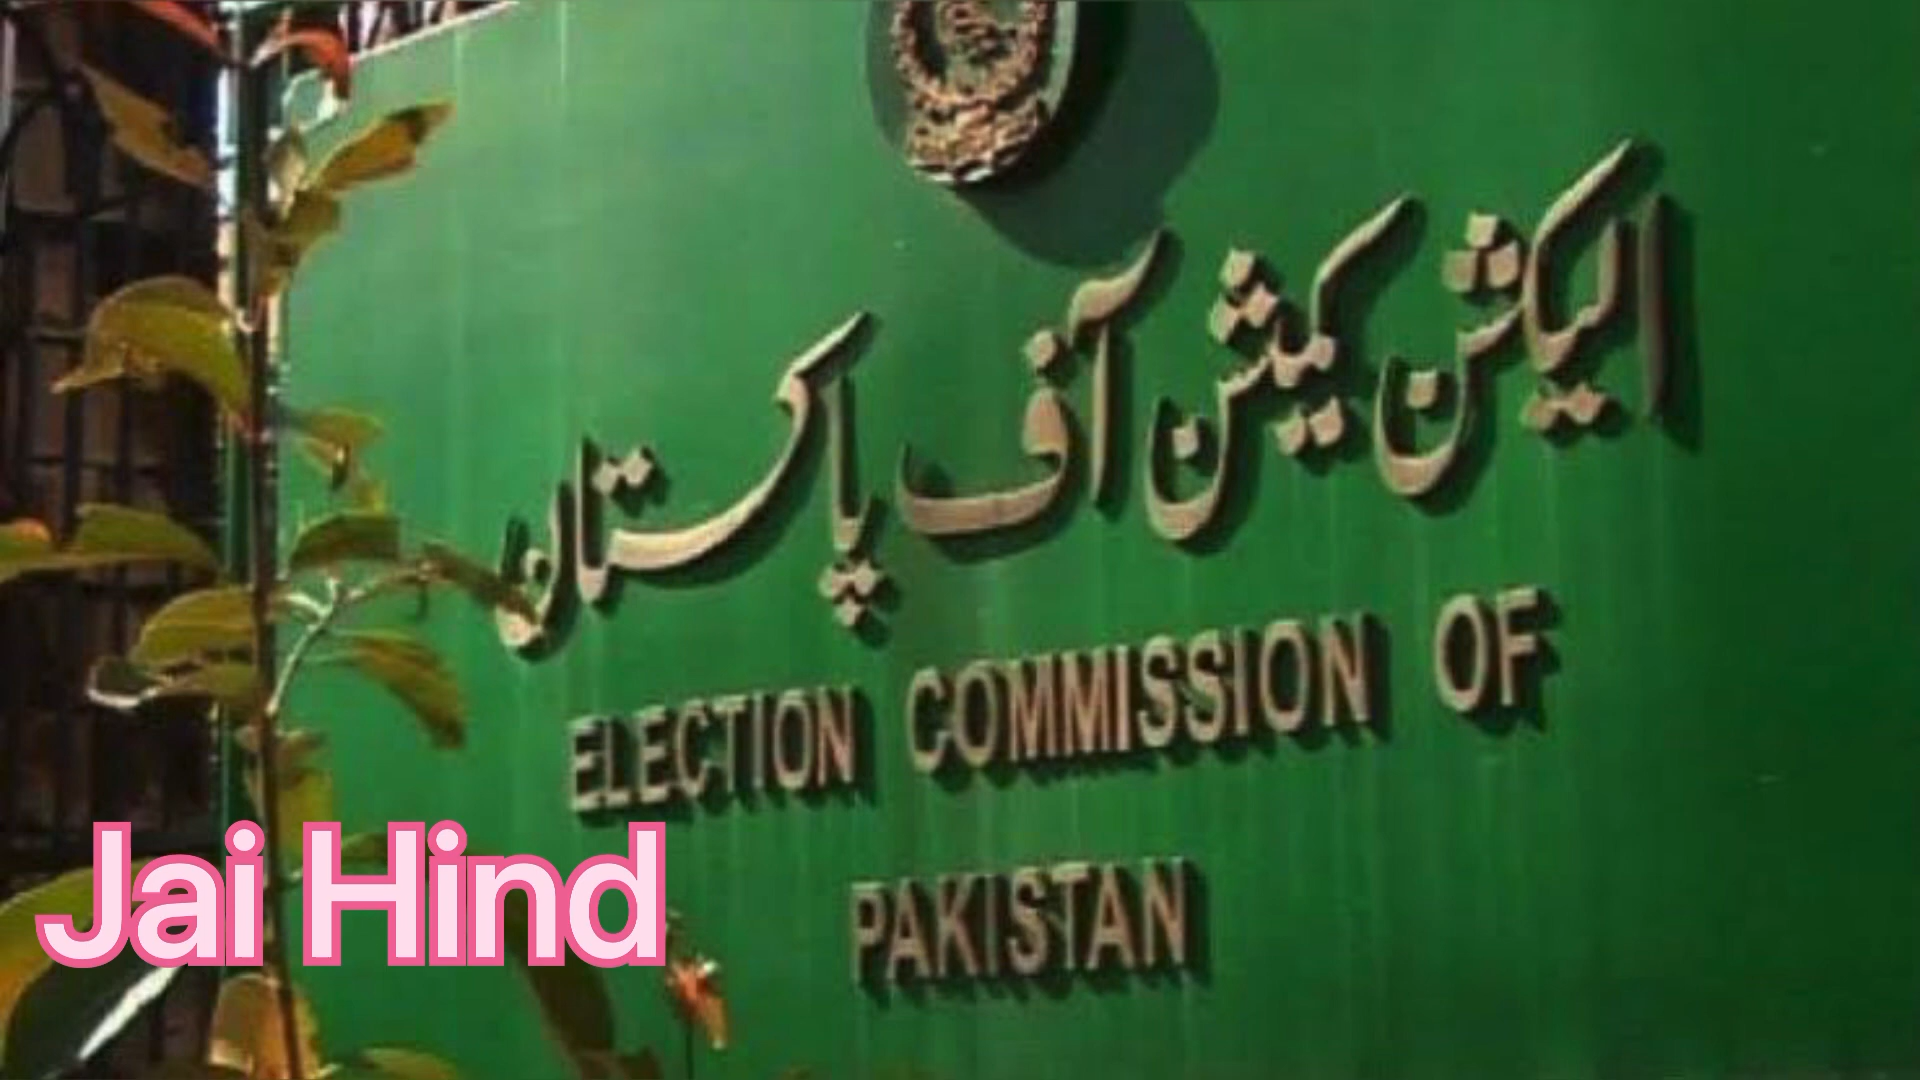 الیکشن کمیشن آف پاکستان
ELECTION COMMISSION OF
PAKISTAN
Jai Hind